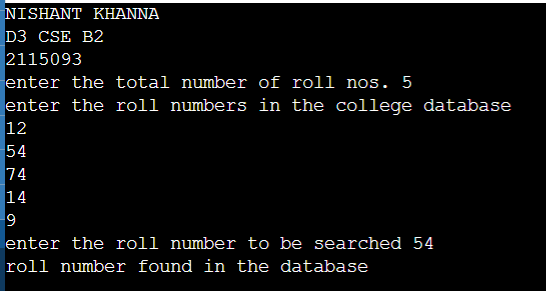 NISHANT KHANNA
D3 CSE B2
2115093
enter the total number of roll nos. 5
enter the roll numbers in the college database
12
54
74
14
9
enter the roll number to be searched 54
roll number found in the database